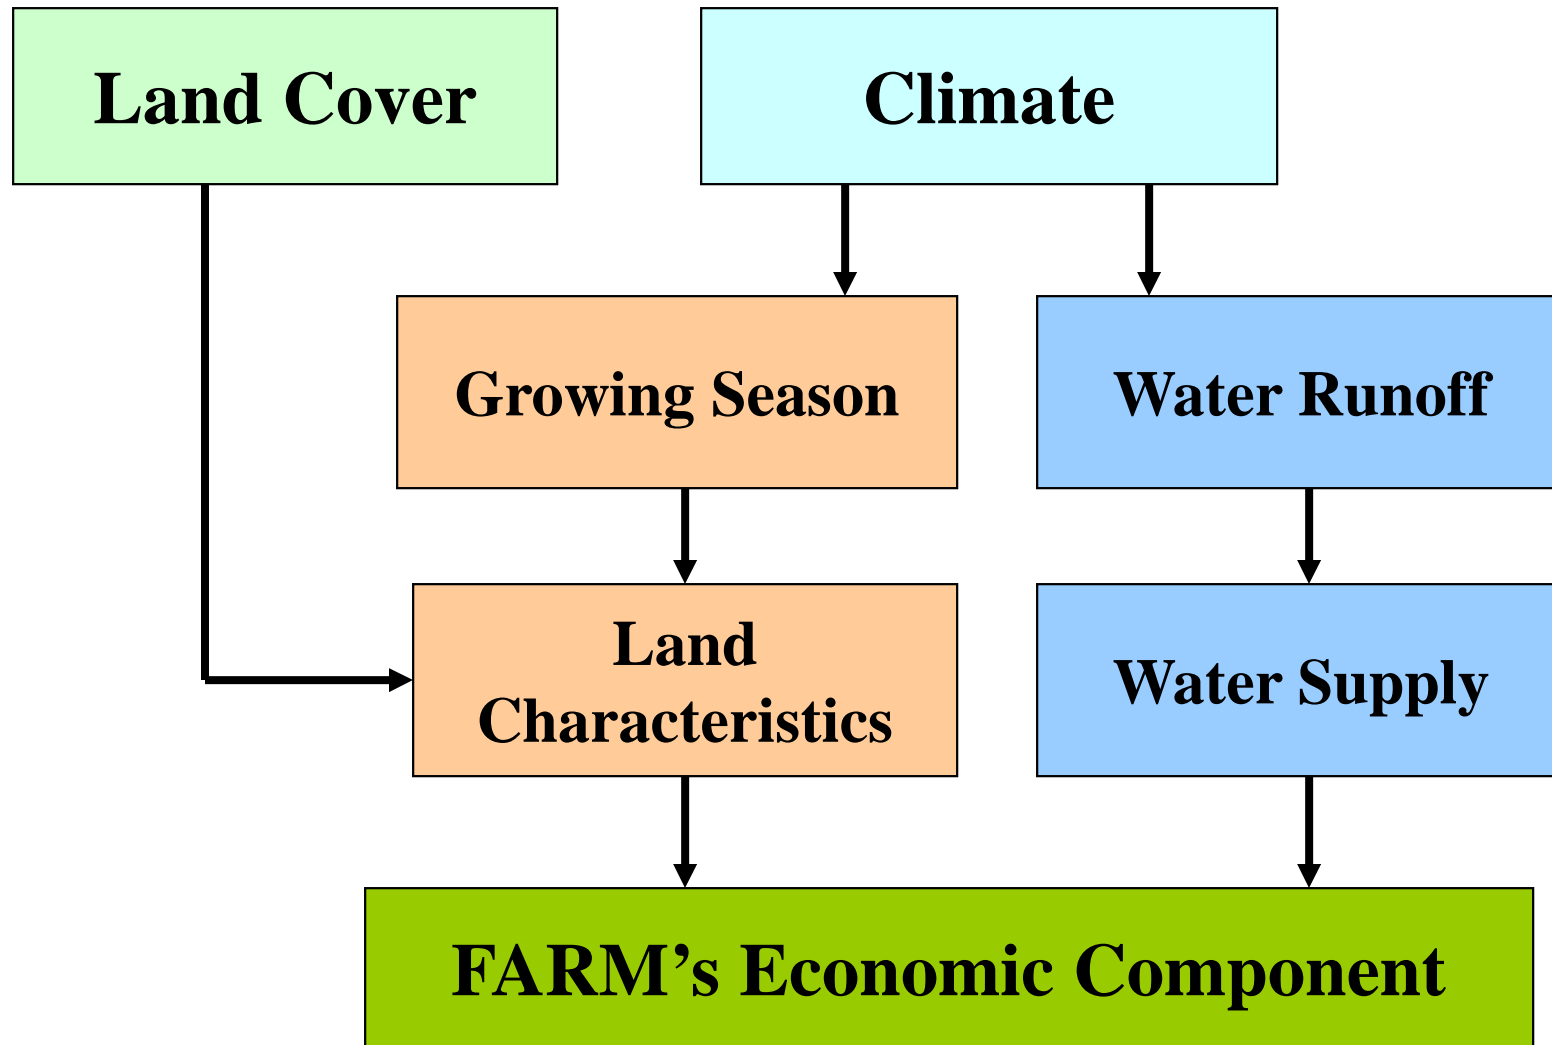 Land Cover
Climate
Growing Season
Water Runoff
Land
Characteristics
Water Supply
FARM’s Economic Component